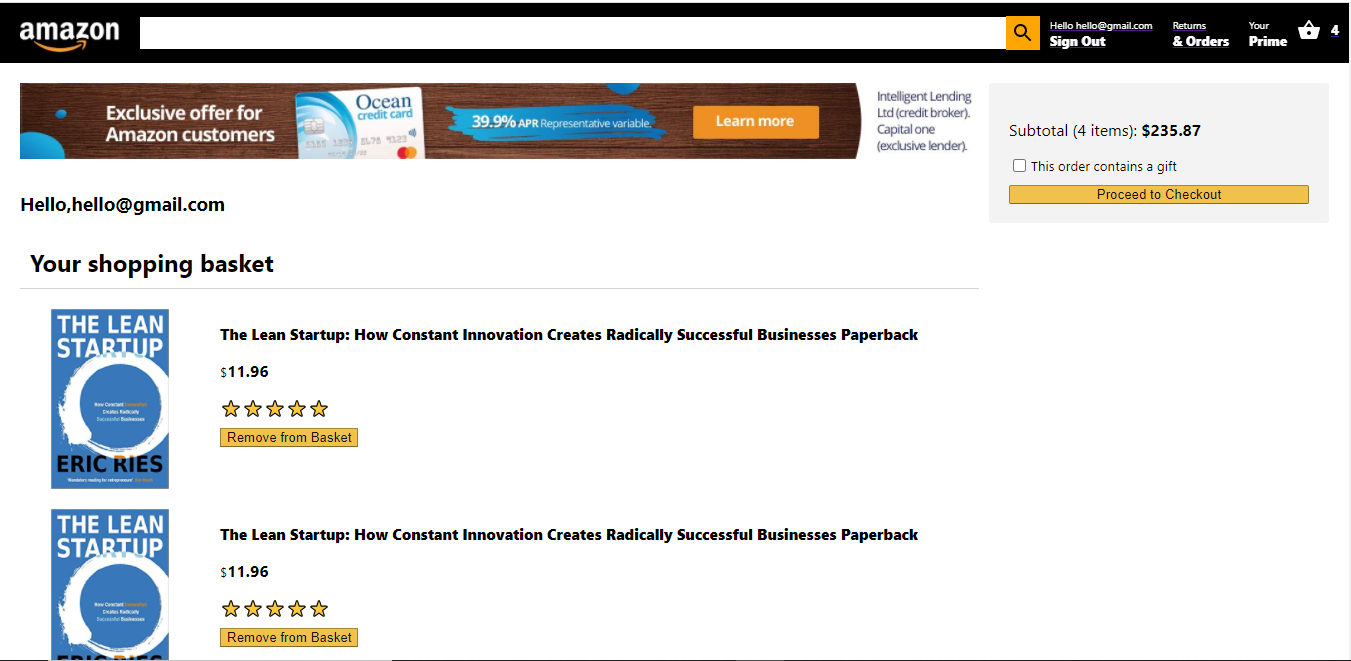 amazon
Hello hello@gmail.com
Sign Out
Returns
& Orders
Your
Prime
4
Exclusive offer for
Amazon customers
Ocean
credit card
39.9% APR Representative variable.
Learn more
Intelligent Lending
Ltd (credit broker).
Capital one
(exclusive lender).
Subtotal (4 items): $235.87
This order contains a gift
Proceed to Checkout
Hello,hello@gmail.com
Your shopping basket
THE LEAN
STARTUP
How Constant Innovation
Creates Radically
Successful Businesses
ERIC RIES
The Lean Startup: How Constant Innovation Creates Radically Successful Businesses Paperback
$11.96
Remove from Basket
THE LEAN
STARTUP
How Constant Innovation
Creates Radically
Successful Businesses
ERIC RIES
The Lean Startup: How Constant Innovation Creates Radically Successful Businesses Paperback
$11.96
Remove from Basket